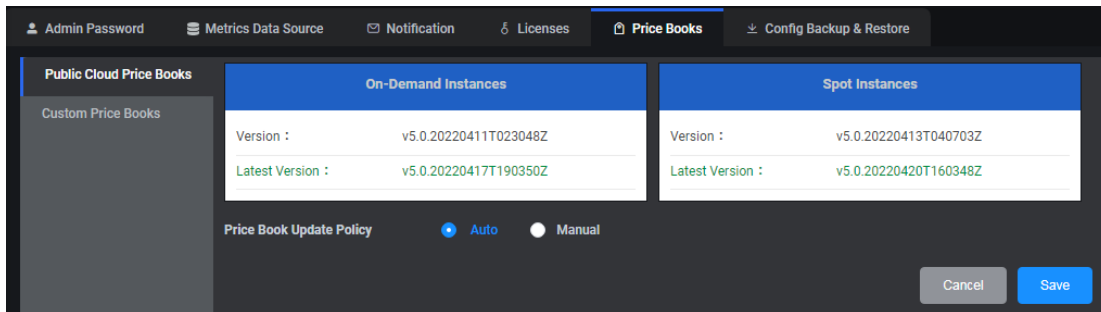 Admin Password Metrics Data Source Notification Licenses Price Books Config Backup & Restore
Public Cloud Price Books
Custom Price Books
On-Demand Instances Spot Instances
Version : v5.0.20220411T023048Z Version : v5.0.20220413T040703Z
Latest Version : v5.0.20220417T190350Z Latest Version : v5.0.20220420T160348Z
Price Book Update Policy Auto Manual
Cancel Save